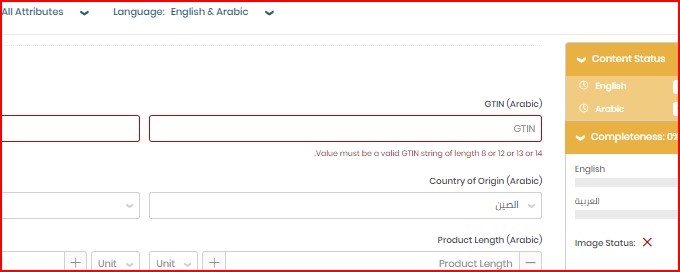 All Attributes
Language: English & Arabic
GTIN (Arabic)
GTIN
.Value must be a valid GTIN string of length 8 or 12 or 13 or 14
Country of Origin (Arabic)
الصين
Product Length (Arabic)
Unit
Unit
Product Length
Content Status
English
Arabic
Completeness: 0%
English
العربية
Image Status: